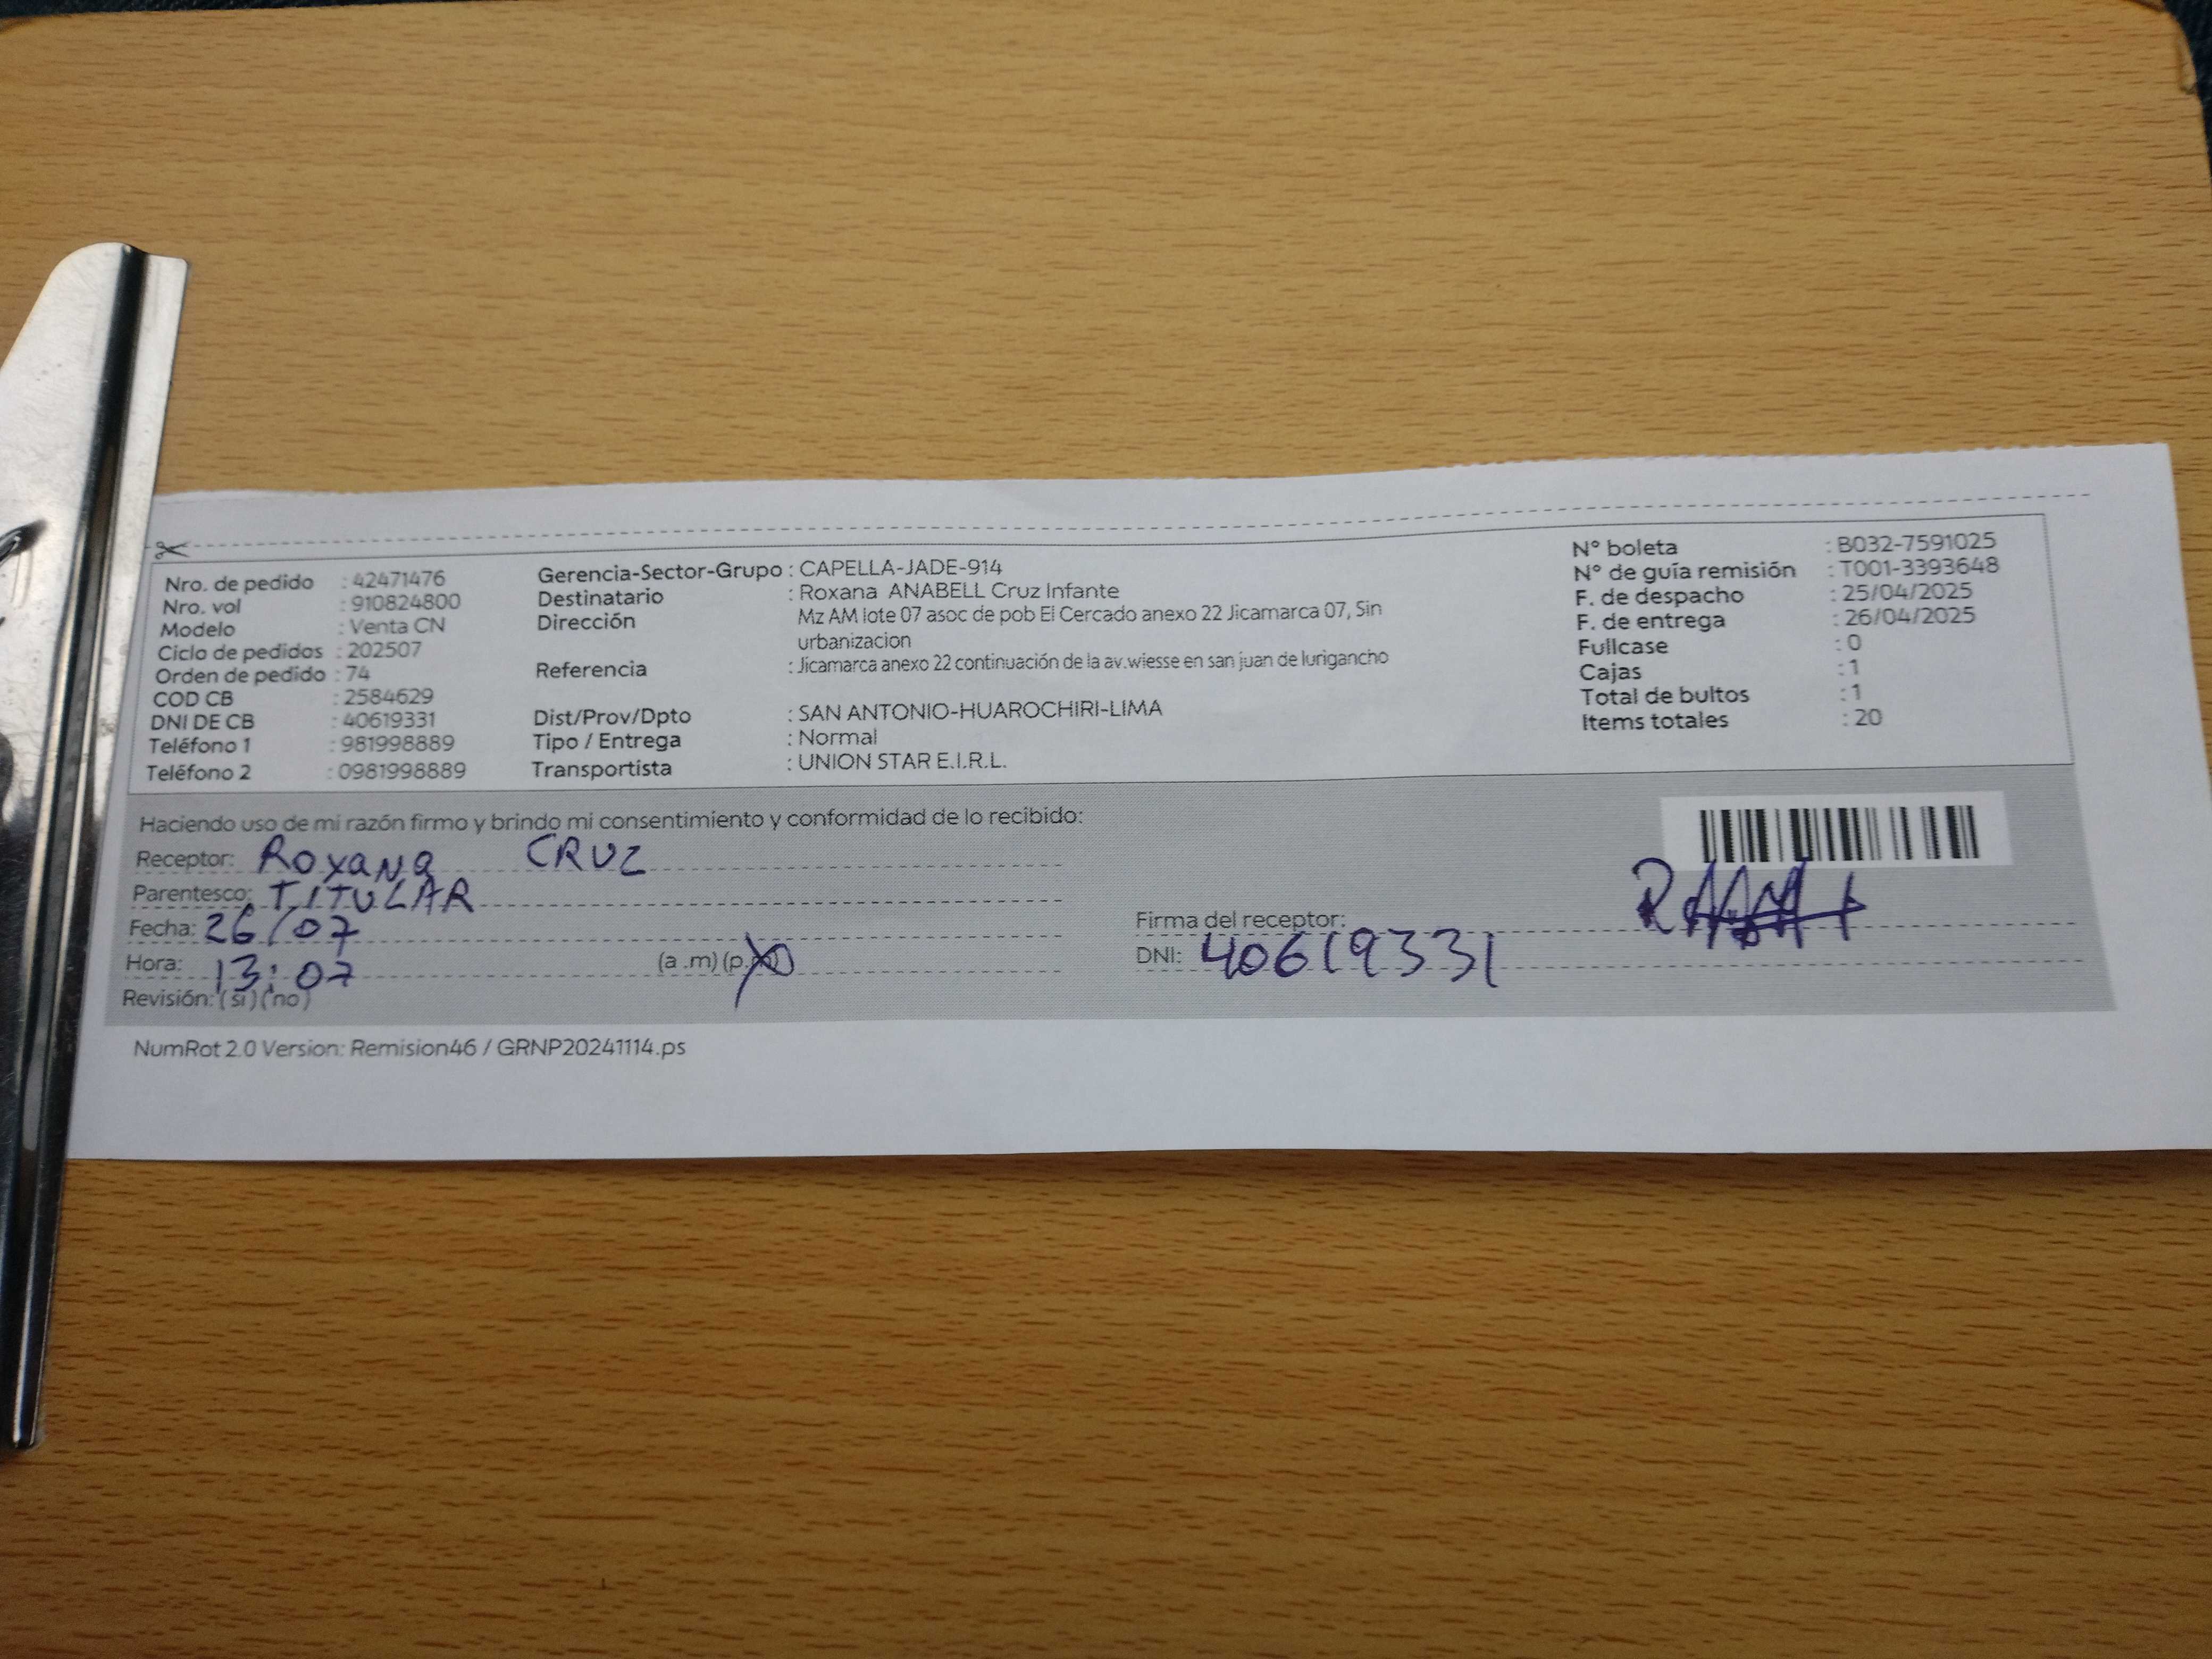 Nro. de pedido : 42471476
Nro. vol : 910824800
Modelo : Venta CN
Ciclo de pedidos : 202507
Orden de pedido : 74
COD CB : 2584629
DNI DE CB : 40619331
Teléfono 1 : 981998889
Teléfono 2 : 0981998889
Gerencia-Sector-Grupo : CAPELLA-JADE-914
Destinatario : Roxana ANABELL Cruz Infante
Dirección Mz AM lote 07 asoc de pob El Cercado anexo 22 Jicamarca 07, Sin
urbanizacion
Referencia : Jicamarca anexo 22 continuación de la av.wiesse en san juan de lurigancho
Dist/Prov/Dpto : SAN ANTONIO-HUAROCHIRI-LIMA
Tipo / Entrega : Normal
Transportista : UNION STAR E.I.R.L.
N° boleta : B032-7591025
N° de guía remisión : T001-3393648
F. de despacho : 25/04/2025
F. de entrega : 26/04/2025
Fullcase : 0
Cajas : 1
Total de bultos : 1
Items totales : 20
Haciendo uso de mi razón firmo y brindo mi consentimiento y conformidad de lo recibido:
Receptor: Roxana CRUZ
Parentesco: TITULAR
Fecha: 26/07
Hora: 13:07 (a .m) (p.
Revisión: (si) (no)
Firma del receptor:
DNI: 40619331
NumRot 2.0 Version: Remision46 / GRNP20241114.ps